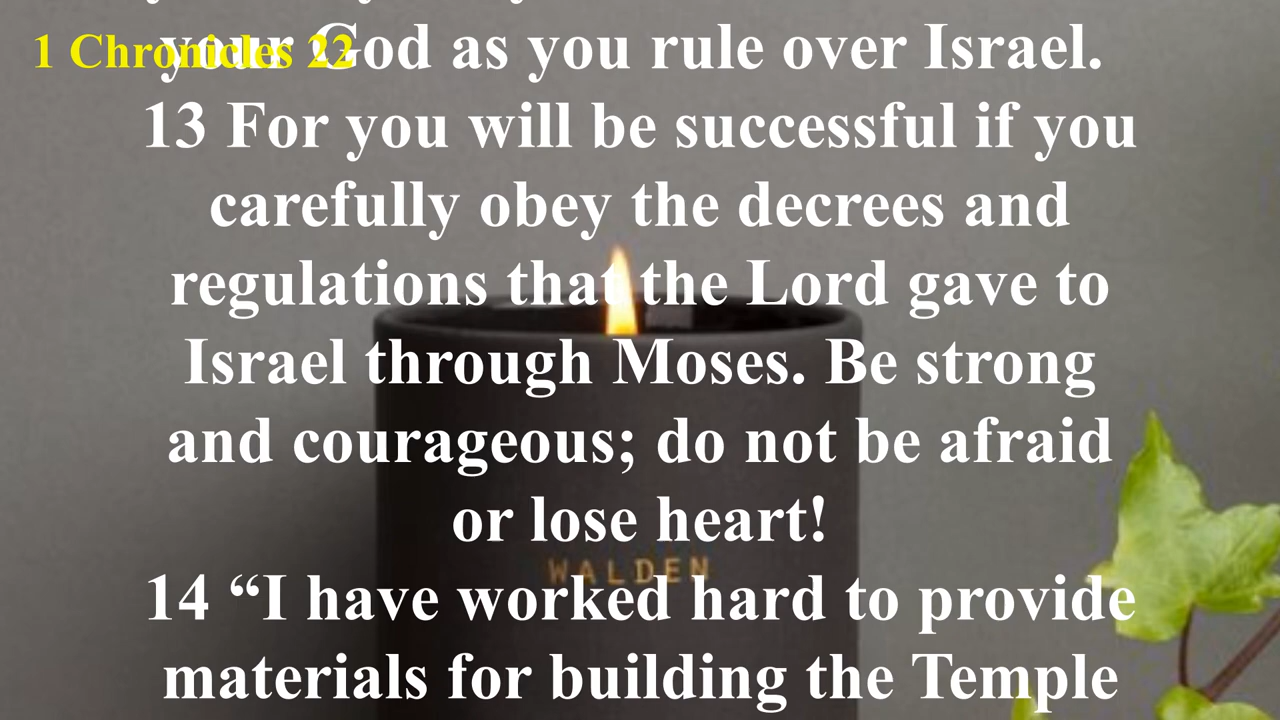 1 Chronicles 22
your God as you rule over Israel.
13 For you will be successful if you
carefully obey the decrees and
regulations that the Lord gave to
Israel through Moses. Be strong
and courageous; do not be afraid
or lose heart!
WALDEN
14 “I have worked hard to provide
materials for building the Temple